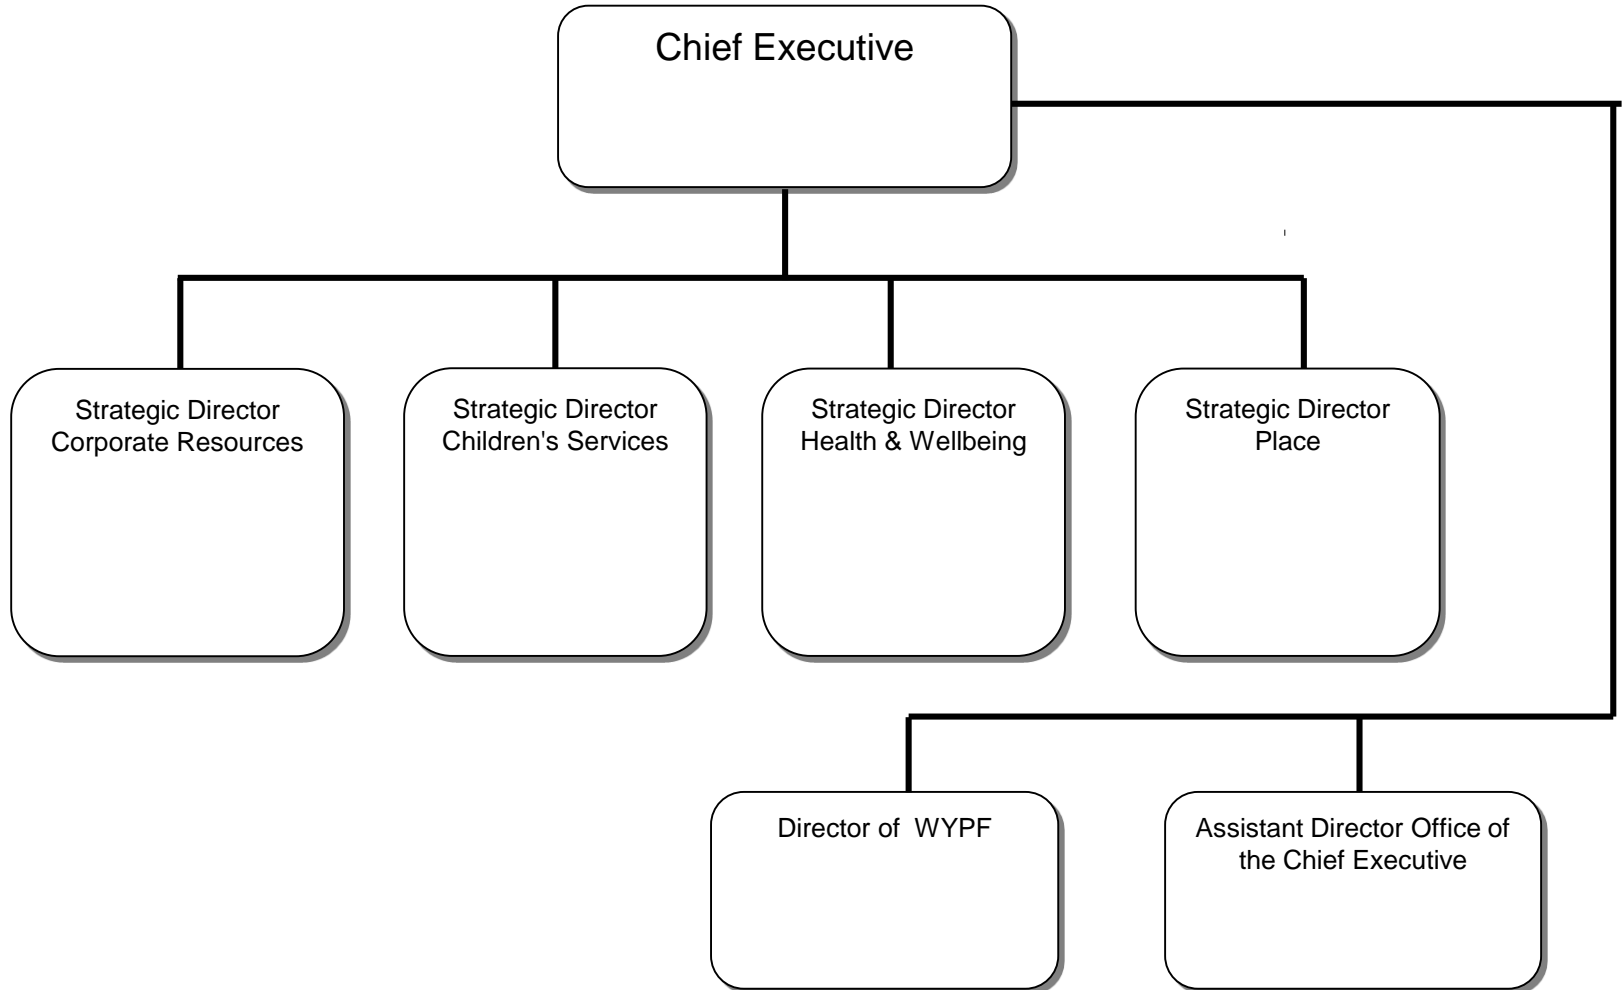 Chief Executive
Strategic Director
Corporate Resources
Strategic Director
Children's Services
Strategic Director
Health & Wellbeing
Strategic Director
Place
Director of  WYPF
Assistant Director Office of
the Chief Executive